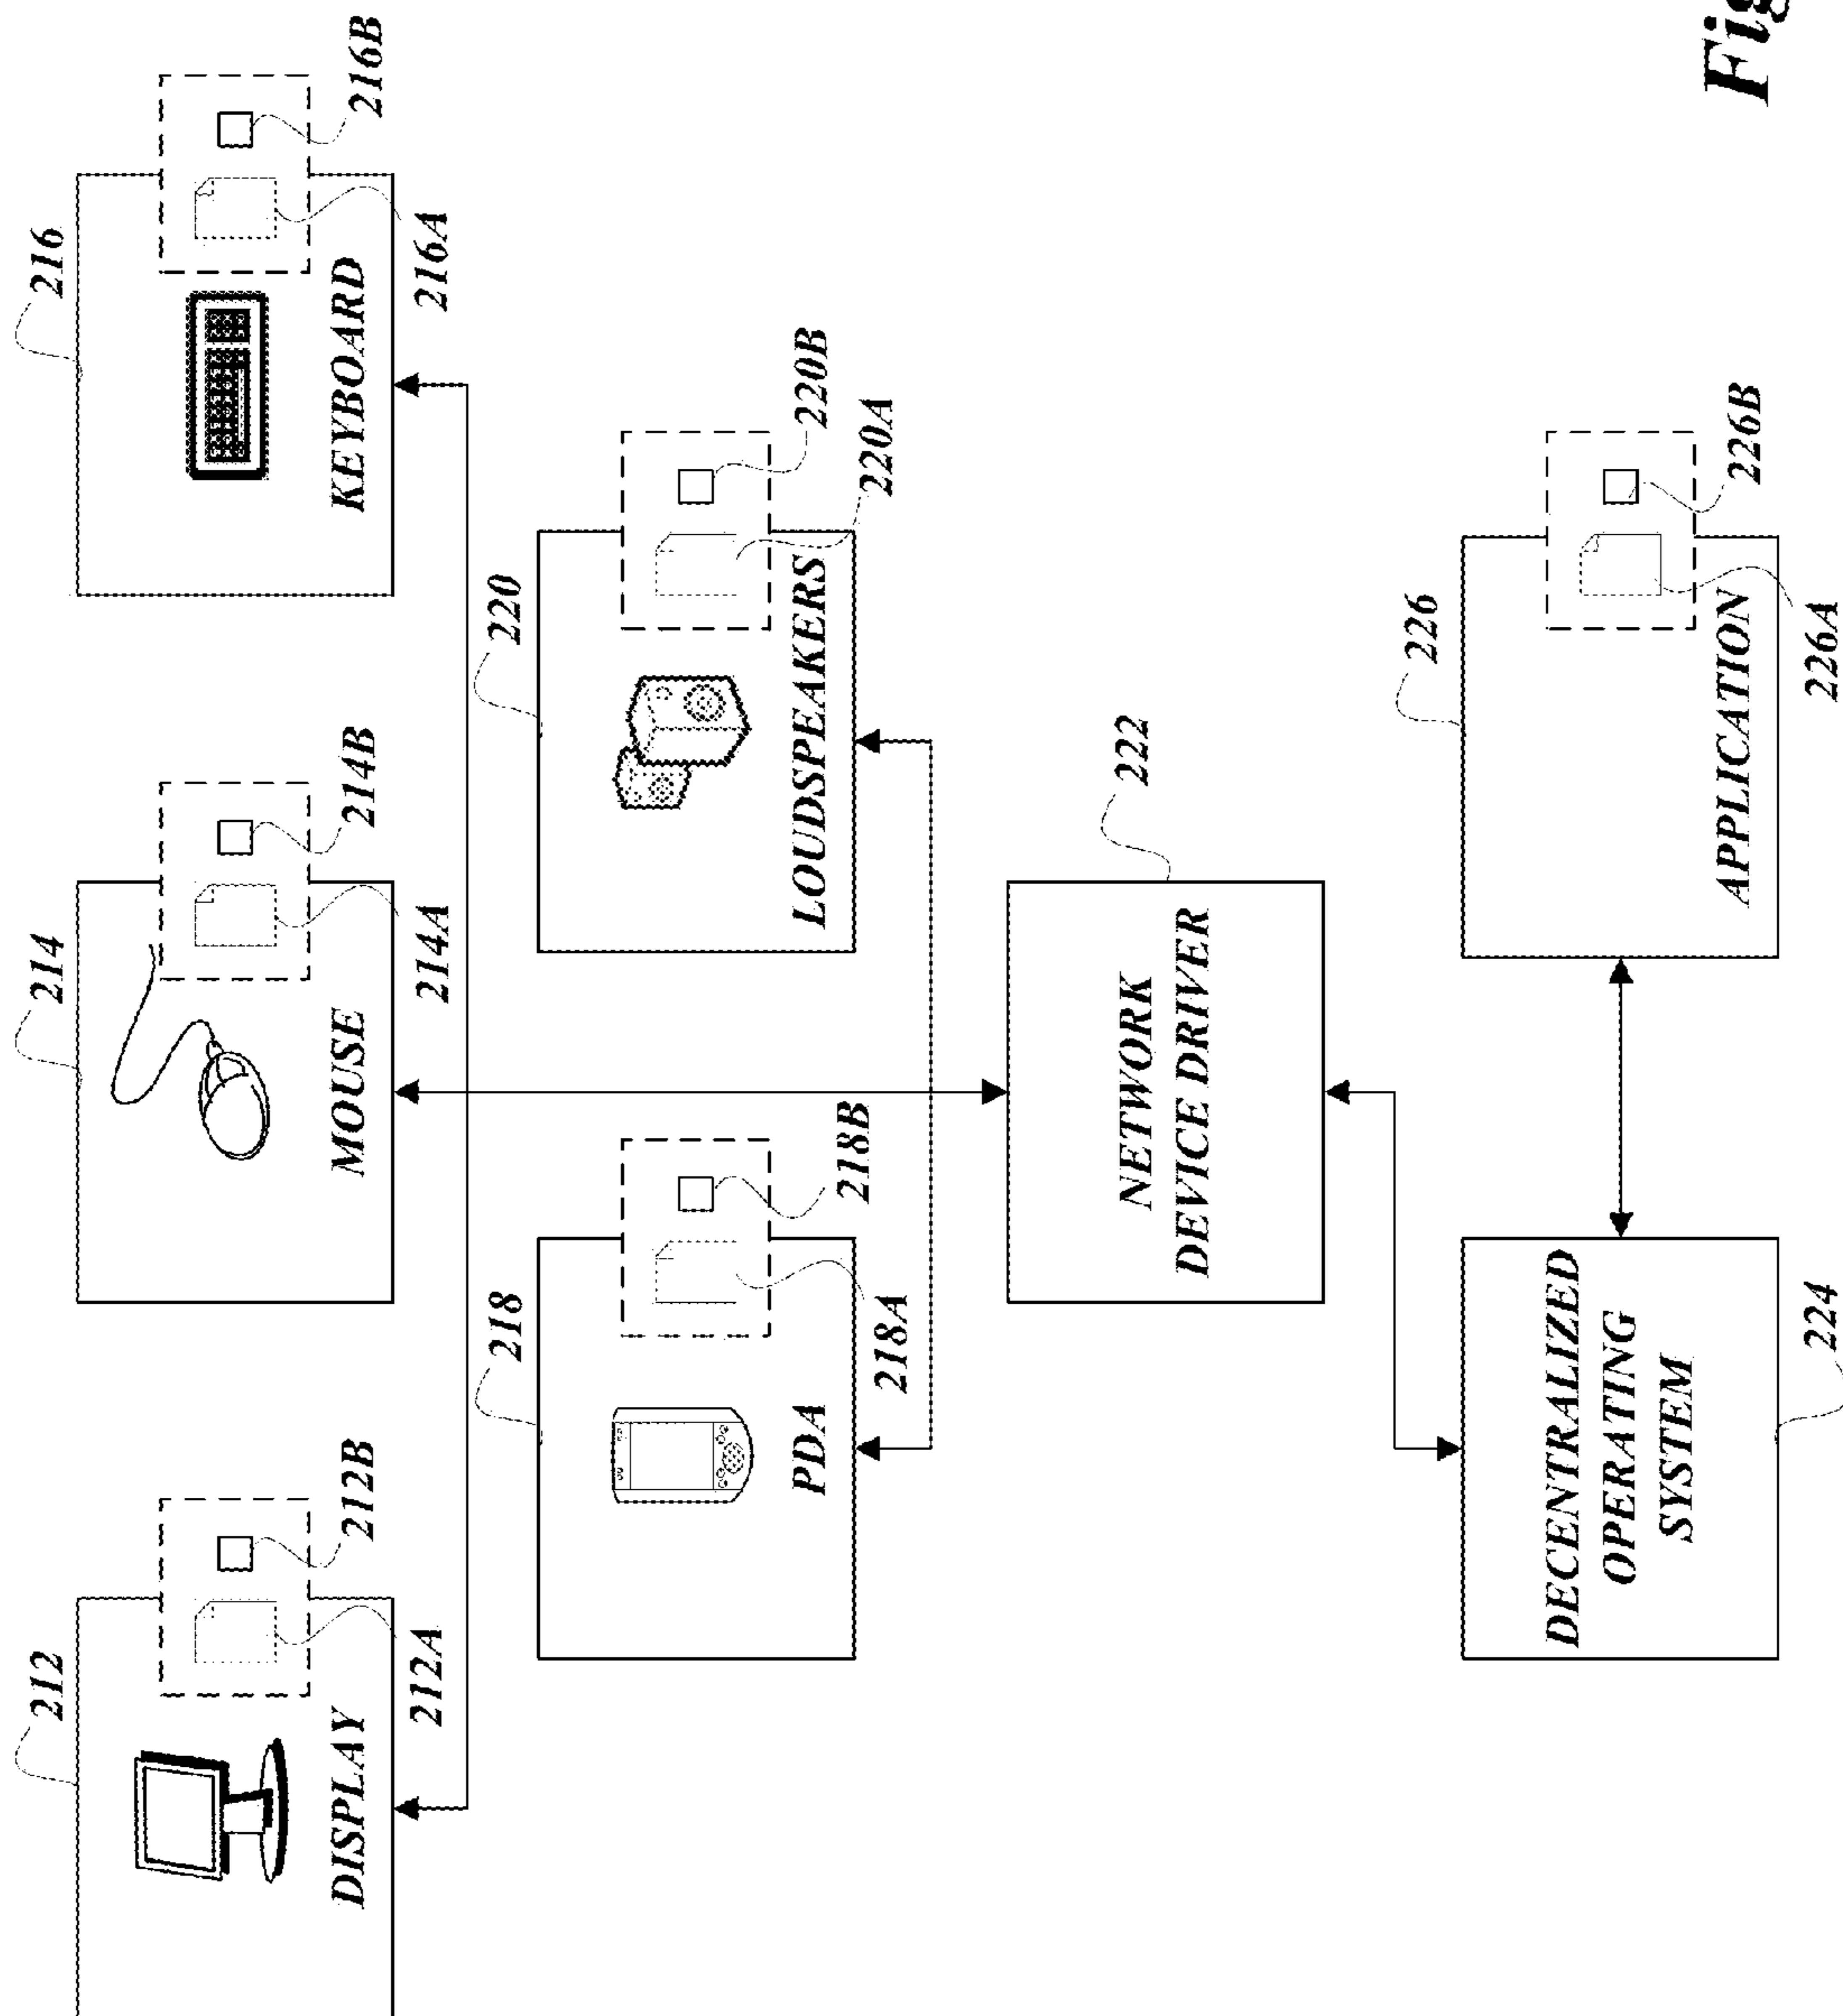 212
214
216
212B
214B
216B
DISPLAY
MOUSE
KEYBOARD
212A
214A
216A
218
220
218B
220B
PDA
LOUDSPEAKERS
218A
220A
222
NETWORK
DEVICE DRIVER
226
DECENTRALIZED
OPERATING
SYSTEM
APPLICATION
226B
224
226A
Fig